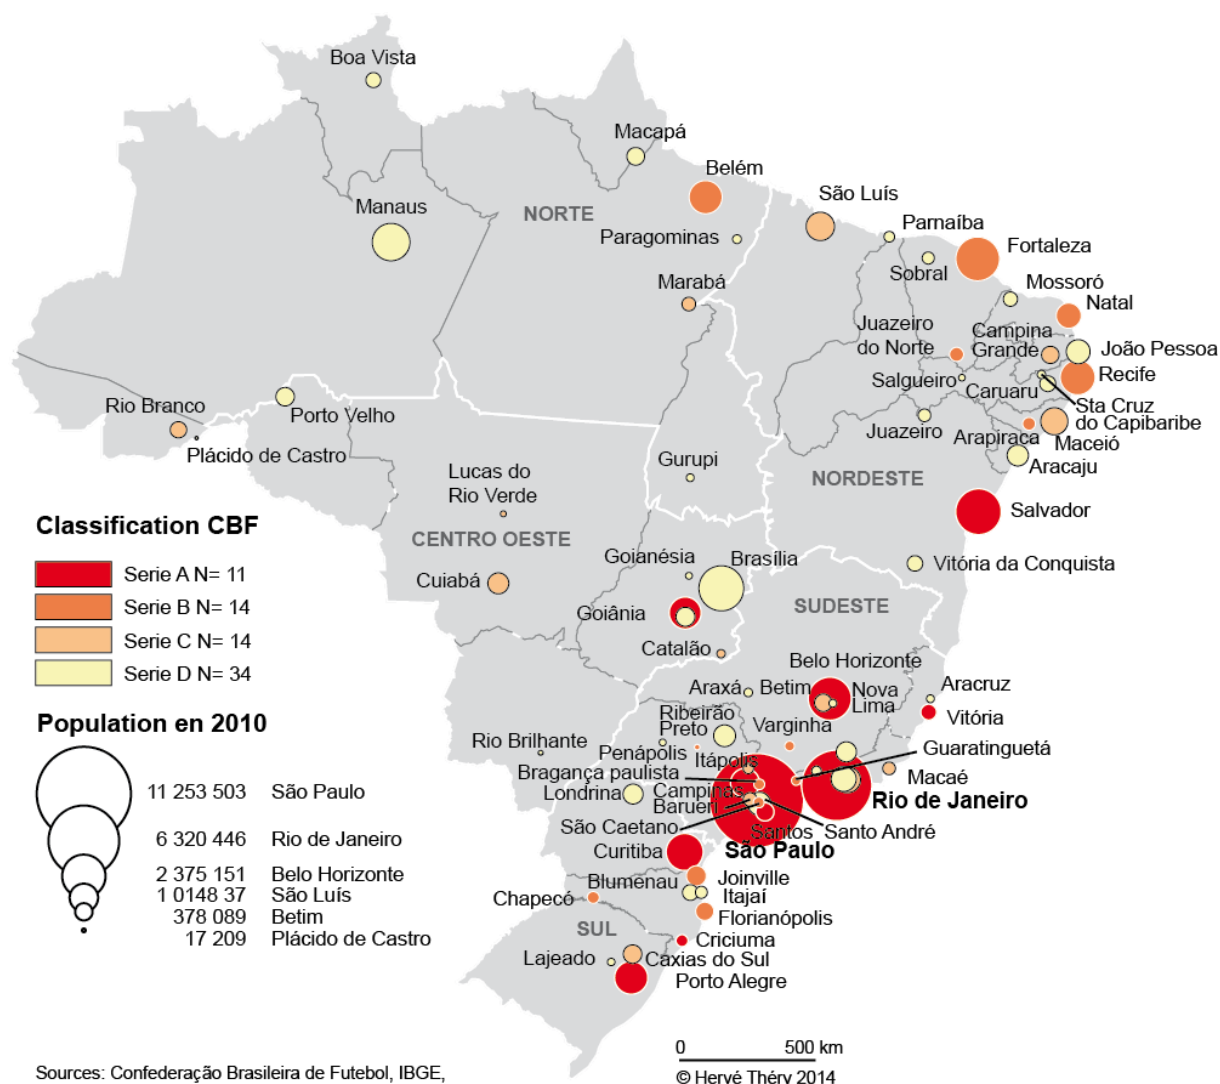 Boa Vista
Macapá
Belém
São Luís
Manaus
NORTE
Parnaíba
Paragominas
Fortaleza
Sobral
Marabá
Mossoró
Natal
Juazeiro
do Norte
Campina
Grande
João Pessoa
Recife
Salgueiro
Caruaru
Sta Cruz
do Capibaribe
Rio Branco
Porto Velho
Juazeiro
Arapiraca
Maceió
Plácido de Castro
Gurupi
Aracaju
Lucas do
Rio Verde
NORDESTE
Salvador
CENTRO OESTE
Goianésia
Brasília
Vitória da Conquista
Cuiabá
Goiânia
SUDESTE
Catalão
Belo Horizonte
Araxá
Betim
Nova
Lima
Aracruz
Vitória
Ribeirão
Preto
Varginha
Rio Brilhante
Penápolis
Itápolis
Guaratinguetá
Bragança paulista
Macaé
Londrina
Campinas
Barueri
Rio de Janeiro
São Caetano
Santos
Santo André
Curitiba
São Paulo
Blumenau
Joinville
Itajaí
Chapecó
Florianópolis
SUL
Criciuma
Lajeado
Caxias do Sul
Porto Alegre
Classification CBF
Serie A N= 11
Serie B N= 14
Serie C N= 14
Serie D N= 34
Population en 2010
11 253 503 São Paulo
6 320 446 Rio de Janeiro
2 375 151 Belo Horizonte
1 0148 37 São Luís
378 089 Betim
17 209 Plácido de Castro
0 500 km
Sources: Confederação Brasileira de Futebol, IBGE,
© Hervé Théry 2014